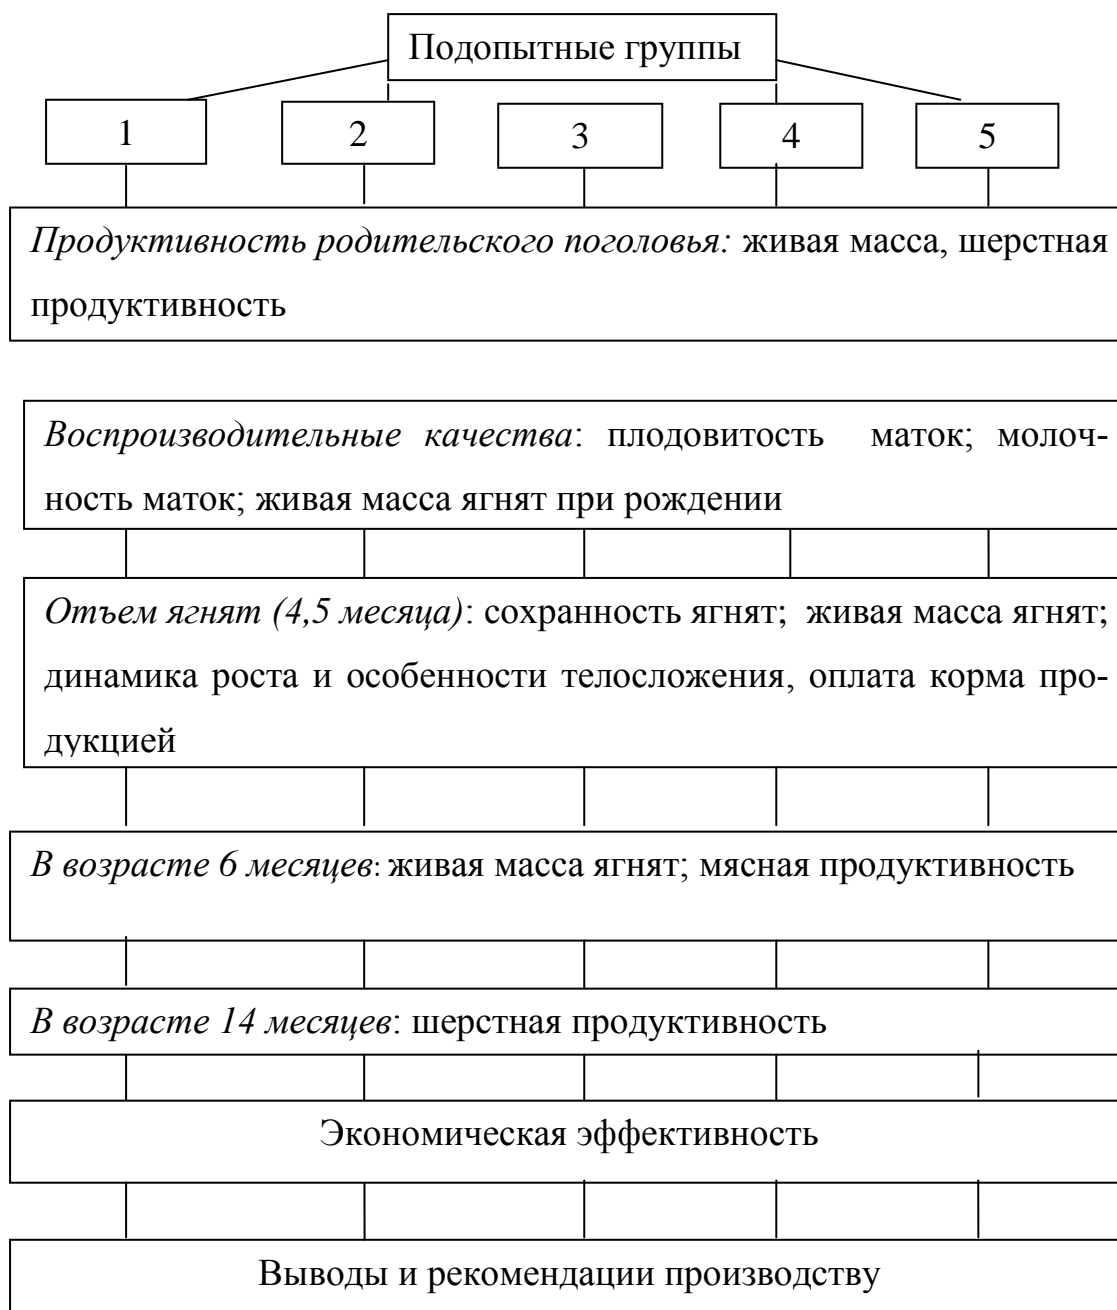 Подопытные группы
1 2 3 4 5
Продуктивность родительского поголовья: живая масса, шерстная
продуктивность
Воспроизводительные качества: плодовитость маток; молоч-
ность маток; живая масса ягнят при рождении
Отъем ягнят (4,5 месяца): сохранность ягнят; живая масса ягнят;
динамика роста и особенности телосложения, оплата корма про-
дукцией
В возрасте 6 месяцев: живая масса ягнят; мясная продуктивность
В возрасте 14 месяцев: шерстная продуктивность
Экономическая эффективность
Выводы и рекомендации производству